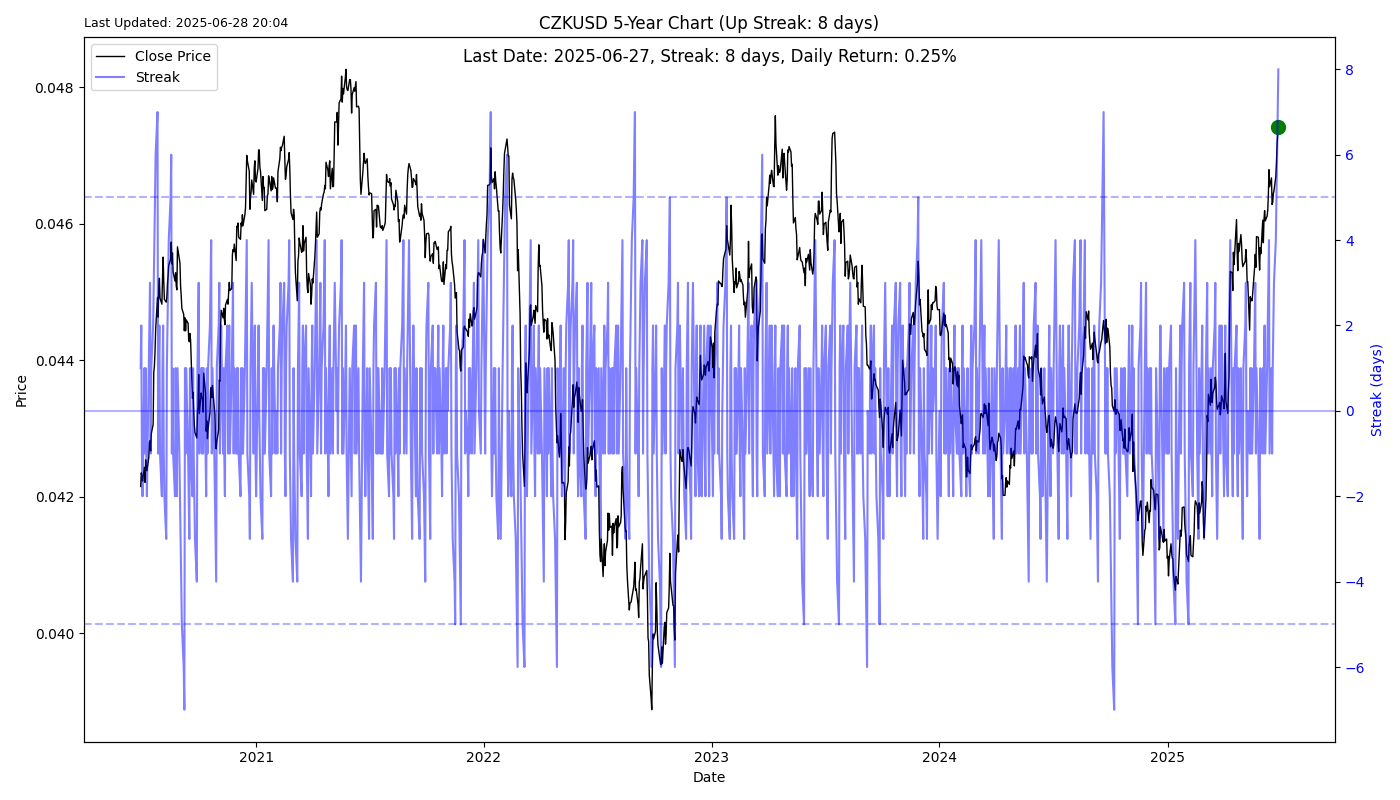 Last Updated: 2025-06-28 20:04
CZKUSD 5-Year Chart (Up Streak: 8 days)
Last Date: 2025-06-27, Streak: 8 days, Daily Return: 0.25%
Close Price
Streak
Price
0.048
0.046
0.044
0.042
0.040
8
6
4
2
0
−2
−4
−6
Streak (days)
2021
2022
2023
2024
2025
Date